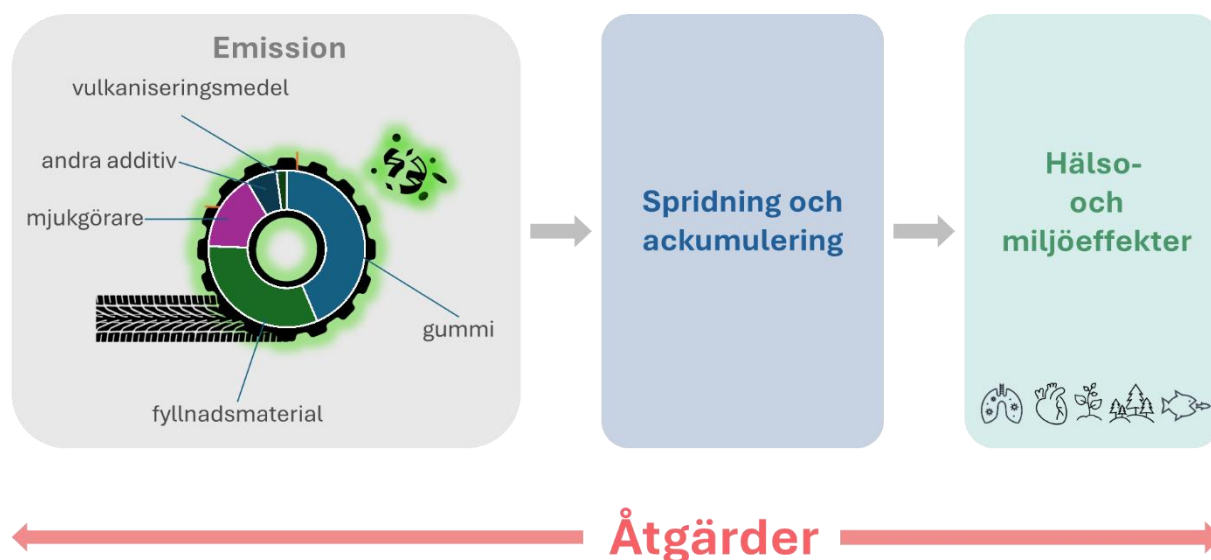 Emission
vulkaniseringsmedel
andra additiv
mjukgörare
gummi
fyllnadsmaterial
Spridning och
ackumulering
Hälso-
och
miljöeffekter
Åtgärder